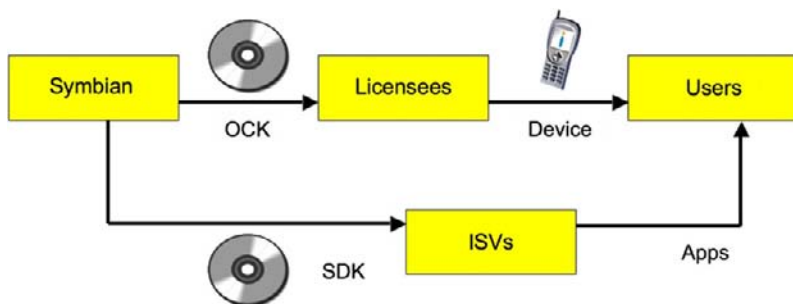 Symbian
OCK
Licensees
Device
Users
SDK
ISVs
Apps